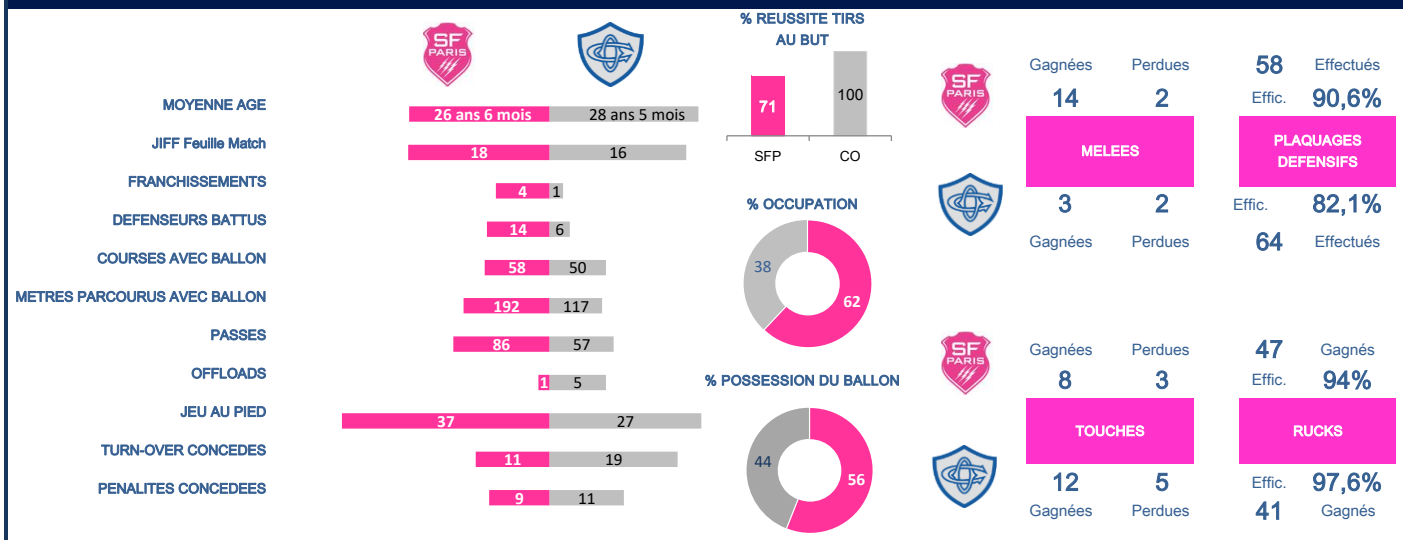 SF
PARIS
MOYENNE AGE
26 ans 6 mois 28 ans 5 mois
JIFF Feuille Match
18 16
FRANCHISSEMENTS
4 1
DEFENSEURS BATTUS
14 6
COURSES AVEC BALLON
58 50
METRES PARCOURUS AVEC BALLON
192 117
PASSES
86 57
OFFLOADS
1 5
JEU AU PIED
37 27
TURN-OVER CONCEDES
11 19
PENALITES CONCEDEES
9 11
% REUSSITE TIRS
AU BUT
71 100
SFP CO
% OCCUPATION
38 62
% POSSESSION DU BALLON
44 56
SF
PARIS
Gagnées Perdues
14 2
MELEES
3 2
Gagnées Perdues
58 Effectués
Effic. 90,6%
PLAQUAGES
DEFENSIFS
Effic. 82,1%
64 Effectués
SF
PARIS
Gagnées Perdues
8 3
TOUCHES
12 5
Gagnées Perdues
47 Gagnés
Effic. 94%
RUCKS
Effic. 97,6%
41 Gagnés